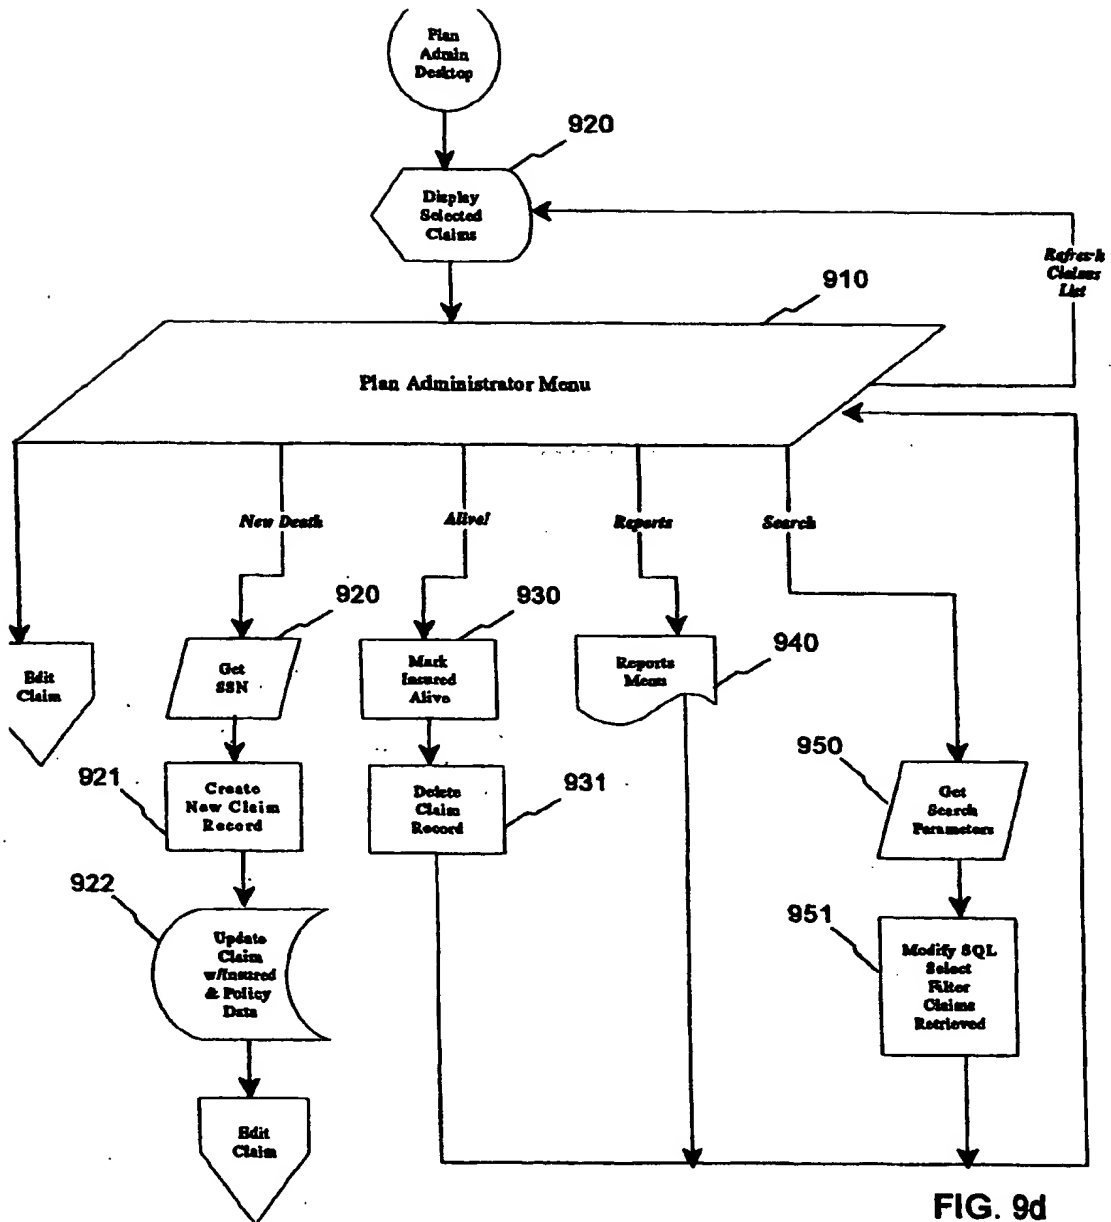 Plan
Admin
Desktop
920
Display
Selected
Claims
Refresh
Claims
List
910
Plan Administrator Menu
New Death
Alive!
Reports
Search
Edit
Claim
920
Get
SSN
930
Mark
Insured
Alive
Reports
Menu
940
921
Create
New Claim
Record
Delete
Claim
Record
931
950
Get
Search
Parameters
922
Update
Claim
w/Insured
& Policy
Data
951
Modify SQL
Select
Filter
Claims
Retrieved
Edit
Claim
FIG. 9d